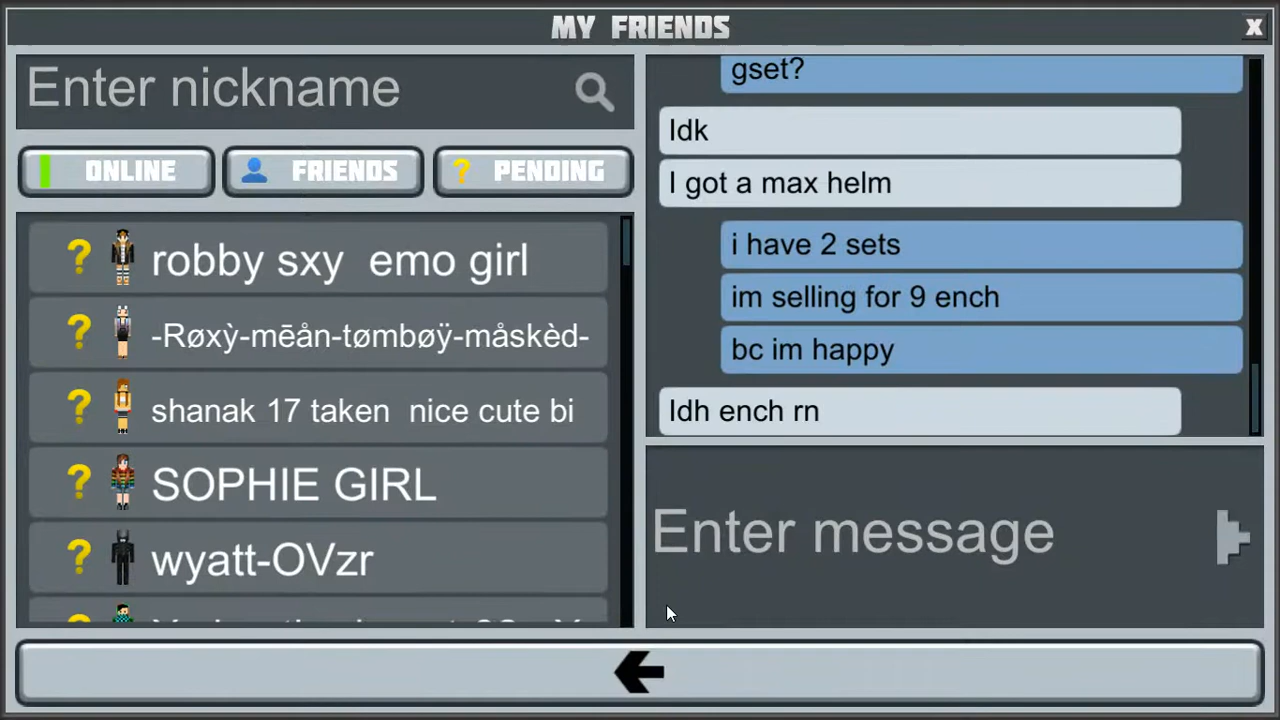 MY FRIENDS
X
Enter nickname
ONLINE
FRIENDS
? PENDING
? robby sxy emo girl
? -Røxỳ-mēån-tømbøÿ-måskèd-
? shanak 17 taken nice cute bi
? SOPHIE GIRL
? wyatt-OVzr
gset?
Idk
I got a max helm
i have 2 sets
im selling for 9 ench
bc im happy
Idh ench rn
Enter message